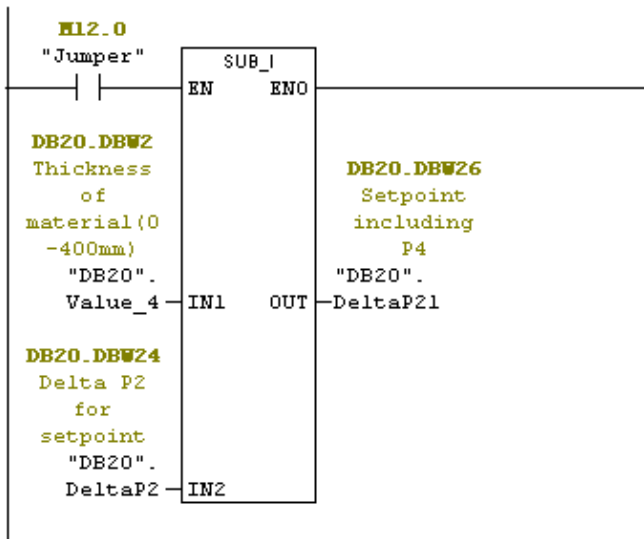 M12.0
"Jumper"
SUB_I
EN ENO
DB20.DBW2
Thickness
of
material(0
-400mm)
"DB20".
Value_4
IN1
DB20.DBW26
Setpoint
including
P4
"DB20".
OUT
DeltaP21
DB20.DBW24
Delta P2
for
setpoint
"DB20".
DeltaP2
IN2